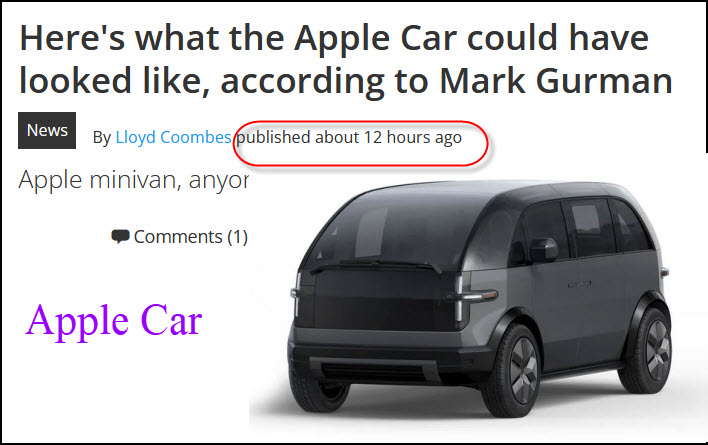 Here's what the Apple Car could have
looked like, according to Mark Gurman
News
By Lloyd Coombes published about 12 hours ago
Apple minivan, anyor
Comments (1)
Apple Car